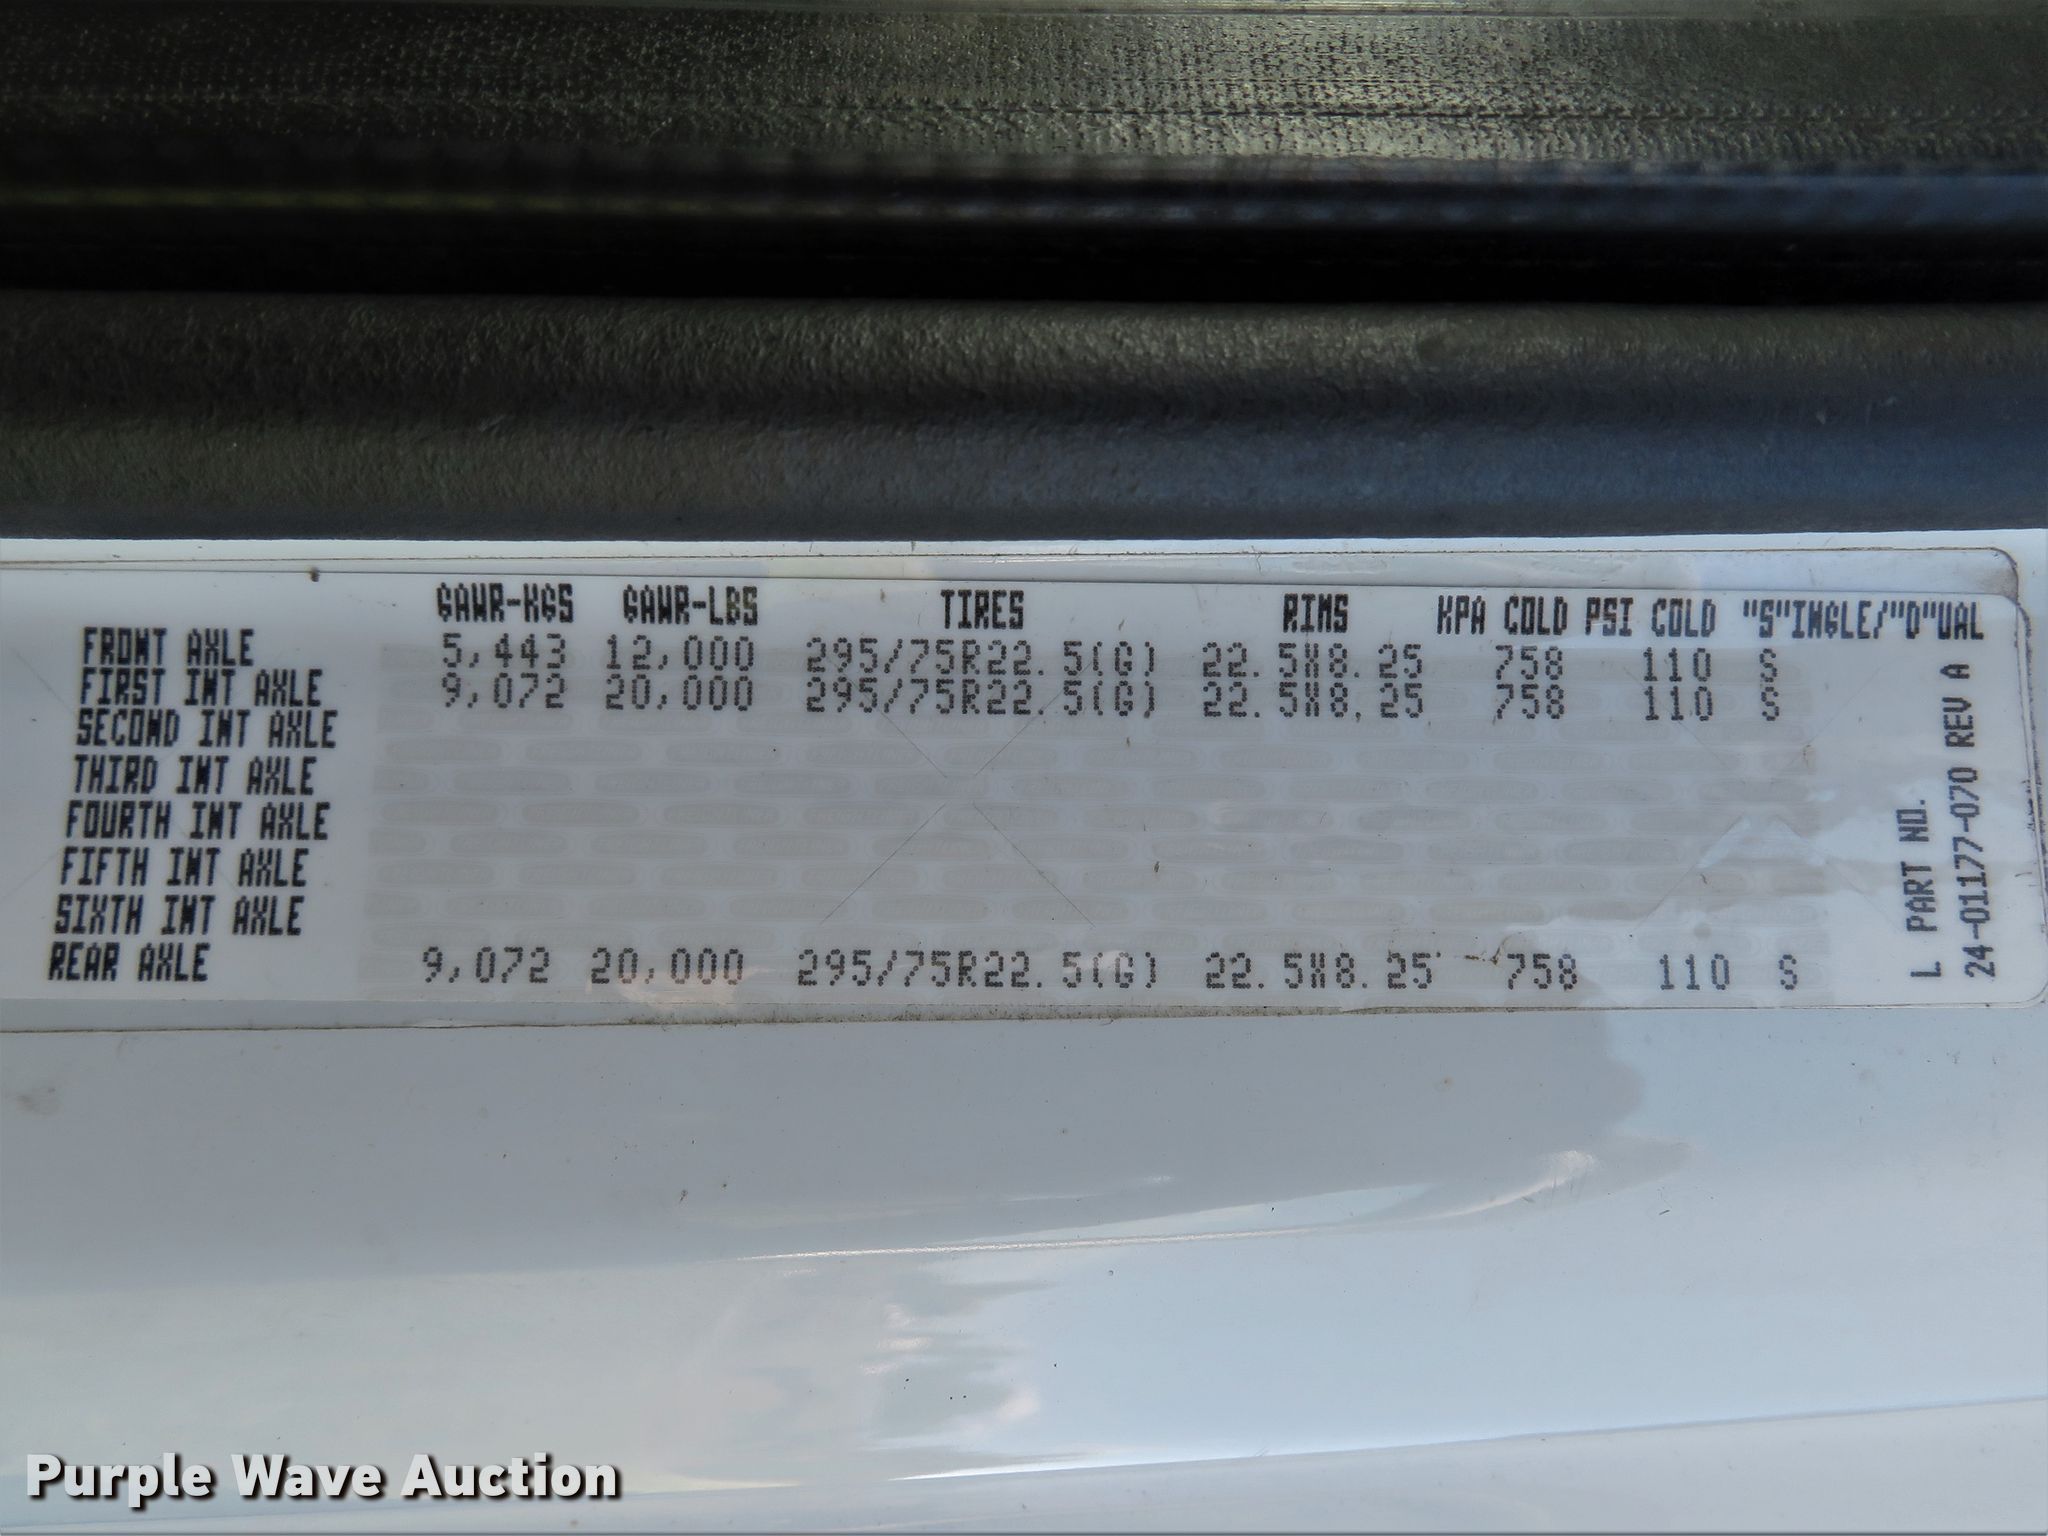 GAWR-KGS GAWR-LBS TIRES RIMS KPA COLD PSI COLD "S"INGLE/"D"UAL
FRONT AXLE 5,443 12,000 295/75R22.5(G) 22.5X8.25 758 110 S
FIRST INT AXLE 9,072 20,000 295/75R22.5(G) 22.5X8.25 758 110 S
SECOND INT AXLE
THIRD INT AXLE
FOURTH INT AXLE
FIFTH INT AXLE
SIXTH INT AXLE
REAR AXLE 9,072 20,000 295/75R22.5(G) 22.5X8.25 758 110 S
L PART NO.
24-01177-070 REV A
Purple Wave Auction